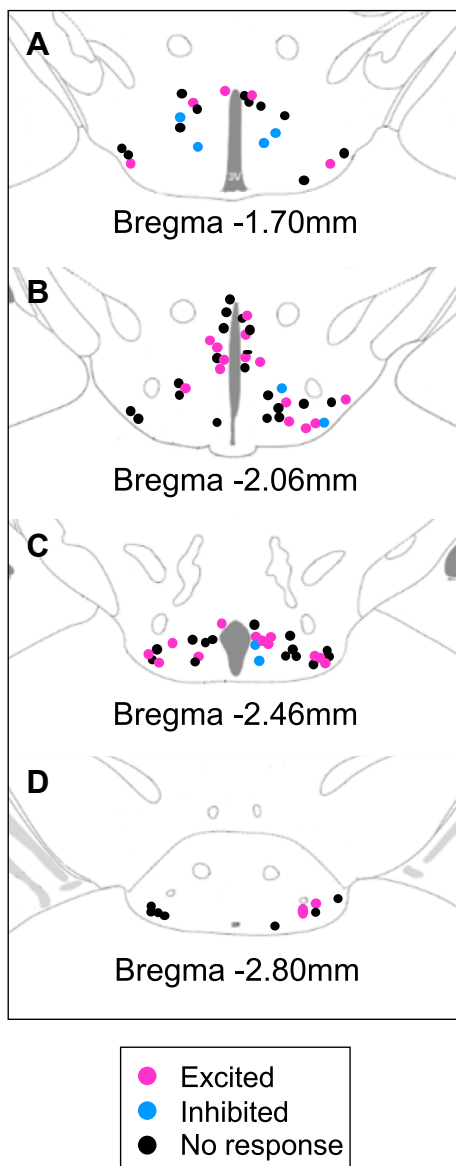 A
3V
Bregma -1.70mm
B
Bregma -2.06mm
C
Bregma -2.46mm
D
Bregma -2.80mm
Excited
Inhibited
No response